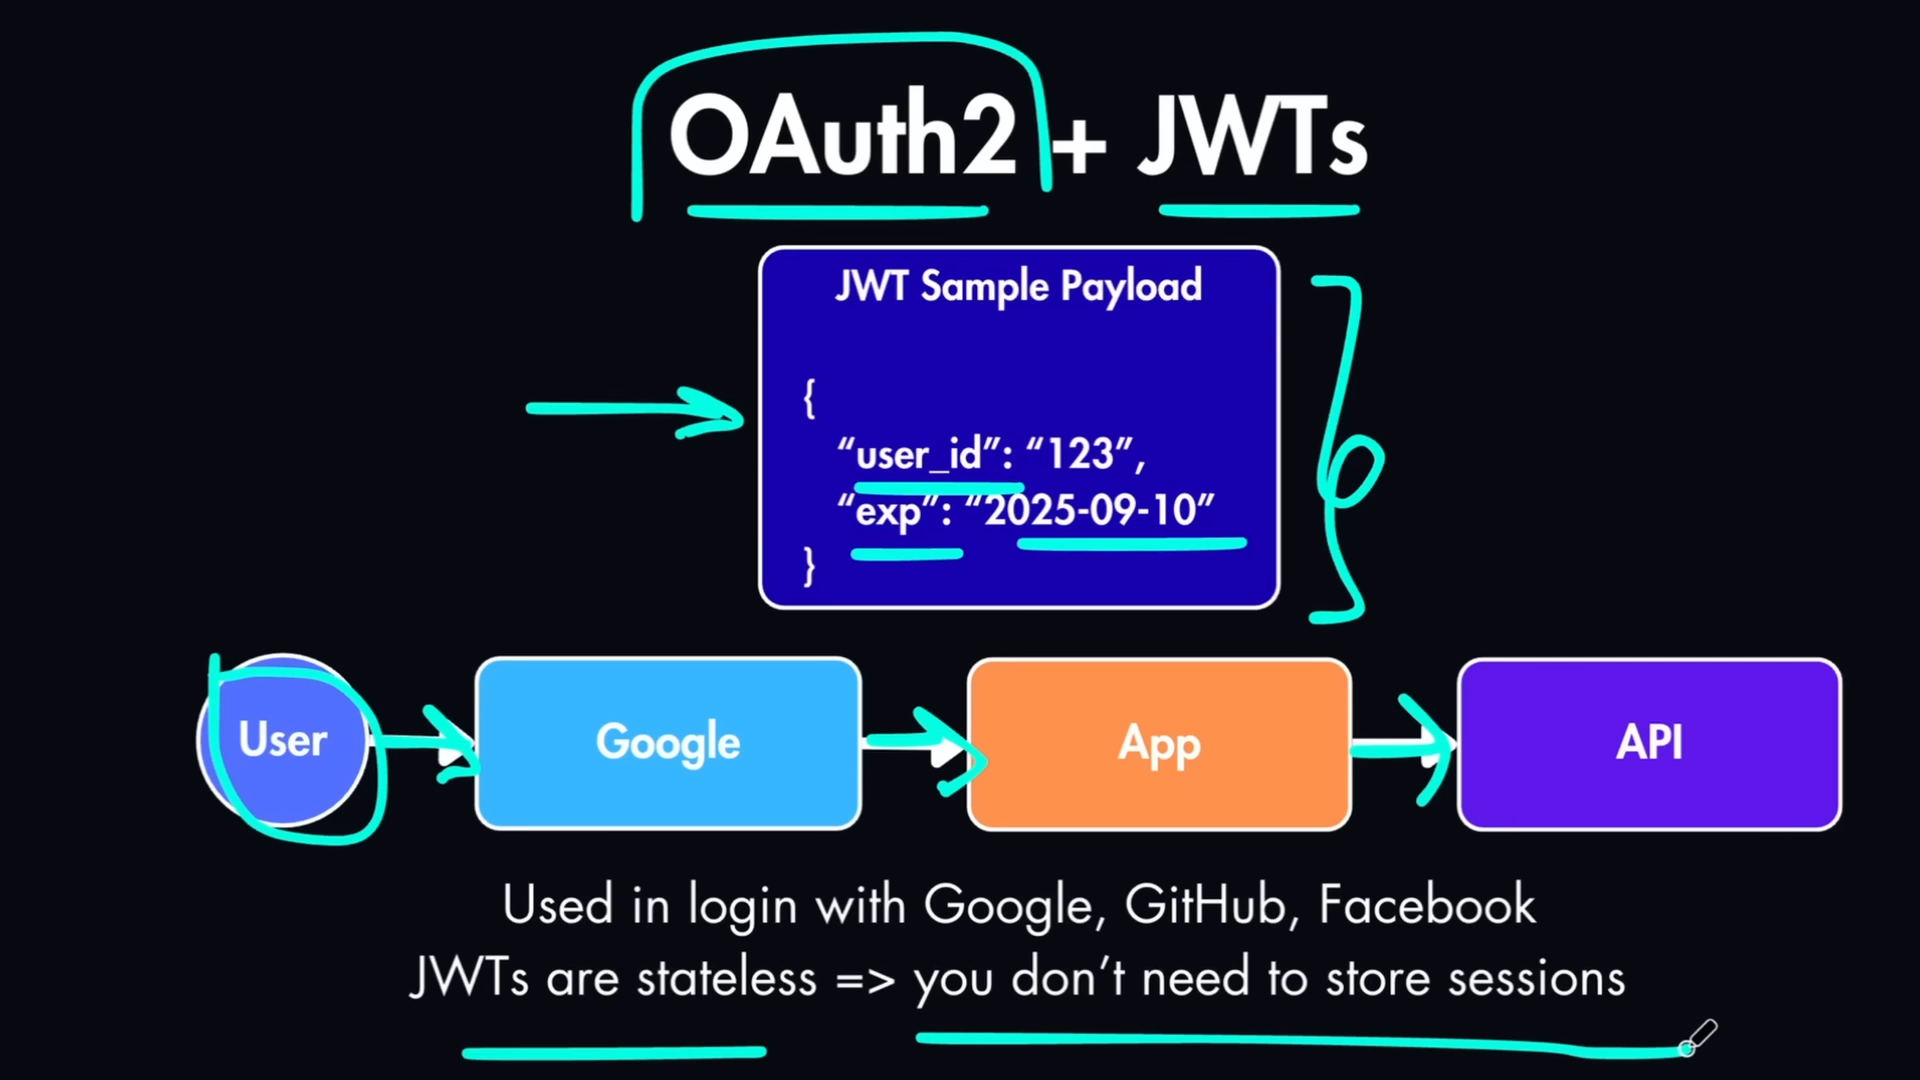 OAuth2 + JWTs
JWT Sample Payload
{
“user_id”: “123”,
“exp”: “2025-09-10”
}
User
Google
App
API
Used in login with Google, GitHub, Facebook
JWTs are stateless => you don’t need to store sessions